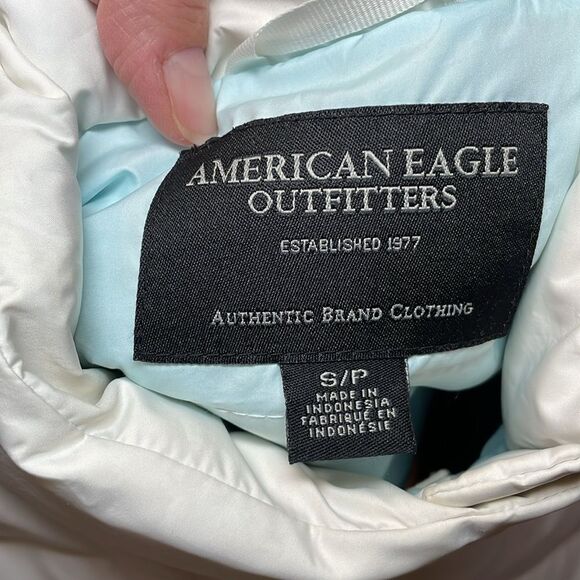 AMERICAN EAGLE
OUTFITTERS
ESTABLISHED 1977
AUTHENTIC BRAND CLOTHING
S/P
MADE IN
INDONESIA
FABRIQUÉ EN
INDONÉSIE